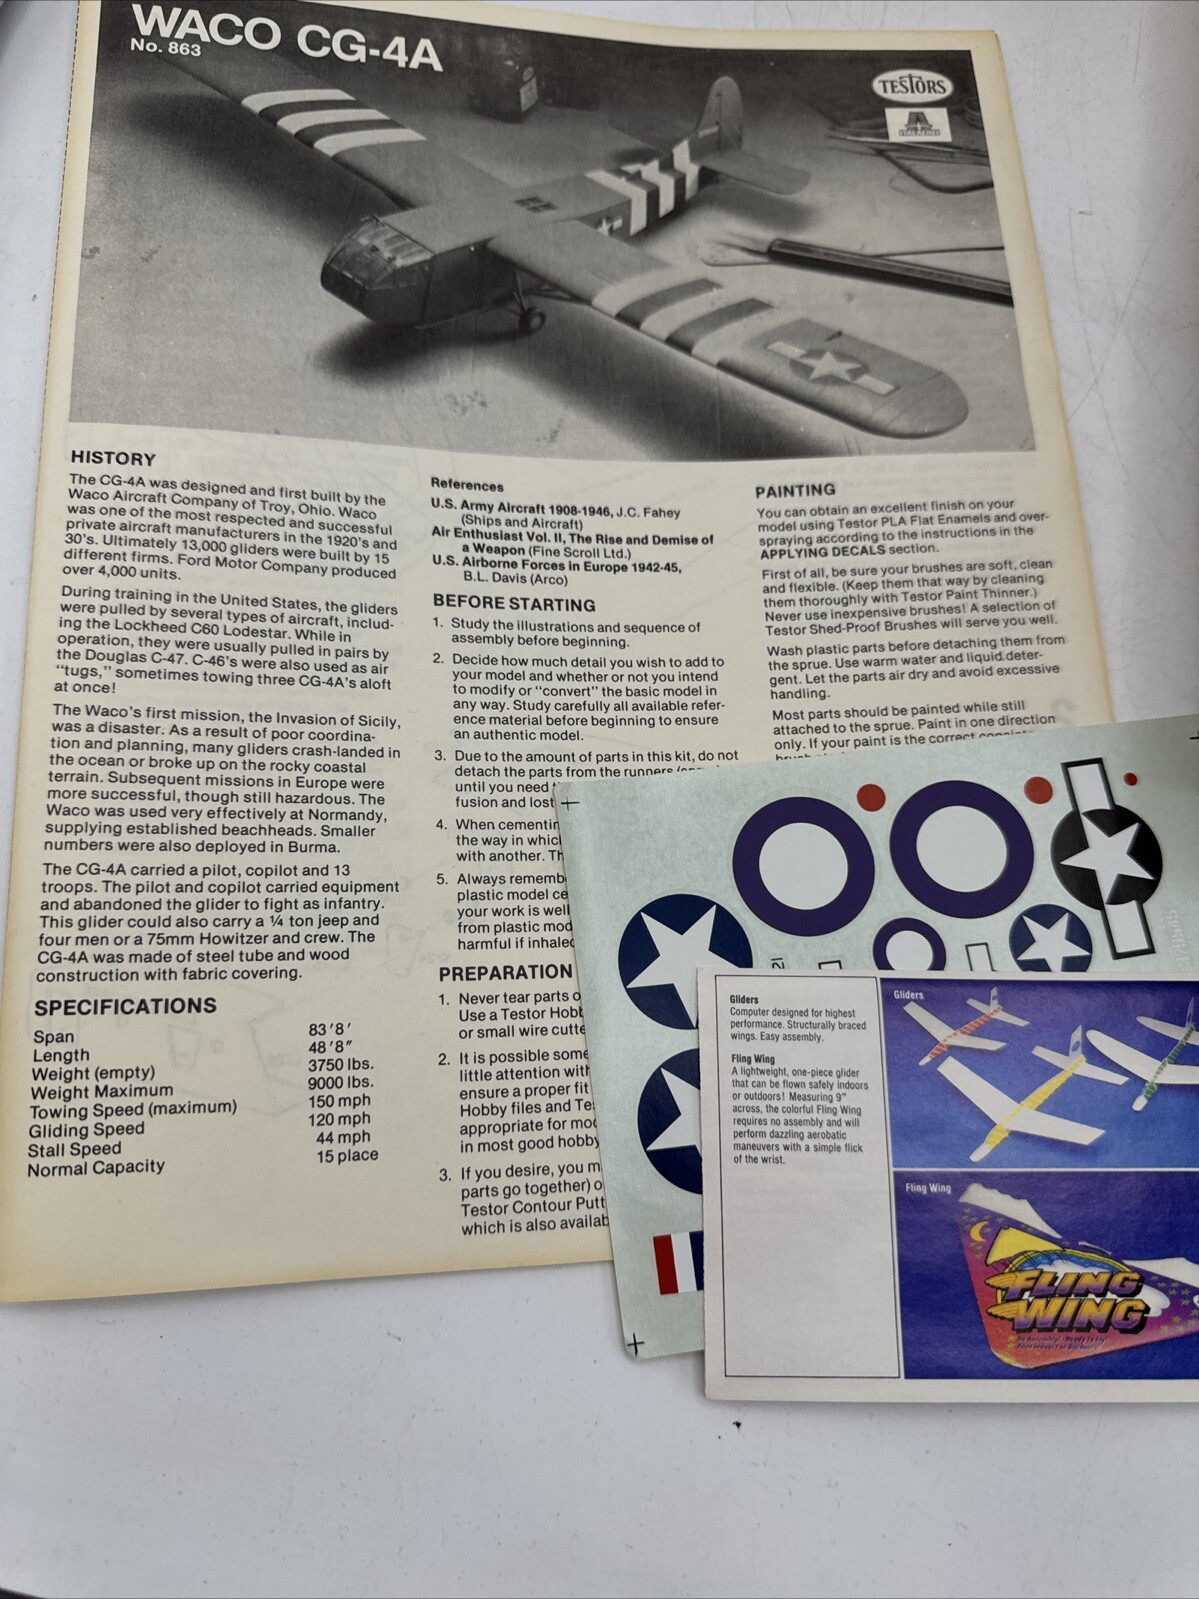 WACO CG-4A
No. 863
TESTORS
ITALAEREI
HISTORY
The CG-4A was designed and first built by the
Waco Aircraft Company of Troy, Ohio. Waco
was one of the most respected and successful
private aircraft manufacturers in the 1920's and
30's. Ultimately 13,000 gliders were built by 15
different firms. Ford Motor Company produced
over 4,000 units.
During training in the United States, the gliders
were pulled by several types of aircraft, includ-
ing the Lockheed C60 Lodestar. While in
operation, they were usually pulled in pairs by
the Douglas C-47. C-46's were also used as air
"tugs," sometimes towing three CG-4A's aloft
at once!
The Waco's first mission, the Invasion of Sicily,
was a disaster. As a result of poor coordina-
tion and planning, many gliders crash-landed in
the ocean or broke up on the rocky coastal
terrain. Subsequent missions in Europe were
more successful, though still hazardous. The
Waco was used very effectively at Normandy,
supplying established beachheads. Smaller
numbers were also deployed in Burma.
The CG-4A carried a pilot, copilot and 13
troops. The pilot and copilot carried equipment
and abandoned the glider to fight as infantry.
This glider could also carry a ¼ ton jeep and
four men or a 75mm Howitzer and crew. The
CG-4A was made of steel tube and wood
construction with fabric covering.
SPECIFICATIONS
Span 83'8'
Length 48'8"
Weight (empty) 3750 lbs.
Weight Maximum 9000 lbs.
Towing Speed (maximum) 150 mph
Gliding Speed 120 mph
Stall Speed 44 mph
Normal Capacity 15 place
References
U.S. Army Aircraft 1908-1946, J.C. Fahey
(Ships and Aircraft)
Air Enthusiast Vol. II, The Rise and Demise of
a Weapon (Fine Scroll Ltd.)
U.S. Airborne Forces in Europe 1942-45,
B.L. Davis (Arco)
BEFORE STARTING
1. Study the illustrations and sequence of
assembly before beginning.
2. Decide how much detail you wish to add to
your model and whether or not you intend
to modify or "convert" the basic model in
any way. Study carefully all available refer-
ence material before beginning to ensure
an authentic model.
3. Due to the amount of parts in this kit, do not
detach the parts from the runners
until you need
fusion and lost
4. When cementin
the way in whic
with another. Th
5. Always rememb
plastic model ce
your work is well
from plastic mod
harmful if inhaled
PREPARATION
1. Never tear parts o
Use a Testor Hobb
or small wire cutte
2. It is possible some
little attention with
ensure a proper fit
Hobby files and Te
appropriate for mo
in most good hobby
3. If you desire, you m
parts go together) o
Testor Contour Putt
which is also availab
PAINTING
You can obtain an excellent finish on your
model using Testor PLA Flat Enamels and over-
spraying according to the instructions in the
APPLYING DECALS section.
First of all, be sure your brushes are soft, clean
and flexible. (Keep them that way by cleaning
them thoroughly with Testor Paint Thinner.)
Never use inexpensive brushes! A selection of
Testor Shed-Proof Brushes will serve you well.
Wash plastic parts before detaching them from
the sprue. Use warm water and liquid deter-
gent. Let the parts air dry and avoid excessive
handling.
Most parts should be painted while still
attached to the sprue. Paint in one direction
only. If your paint is the correct
Gliders
Computer designed for highest
performance. Structurally braced
wings. Easy assembly.
Fling Wing
A lightweight, one-piece glider
that can be flown safely indoors
or outdoors! Measuring 9"
across, the colorful Fling Wing
requires no assembly and will
perform dazzling aerobatic
maneuvers with a simple flick
of the wrist.
Gliders
Fling Wing
FLING
WING
No Assembly! - Ready to Fly!